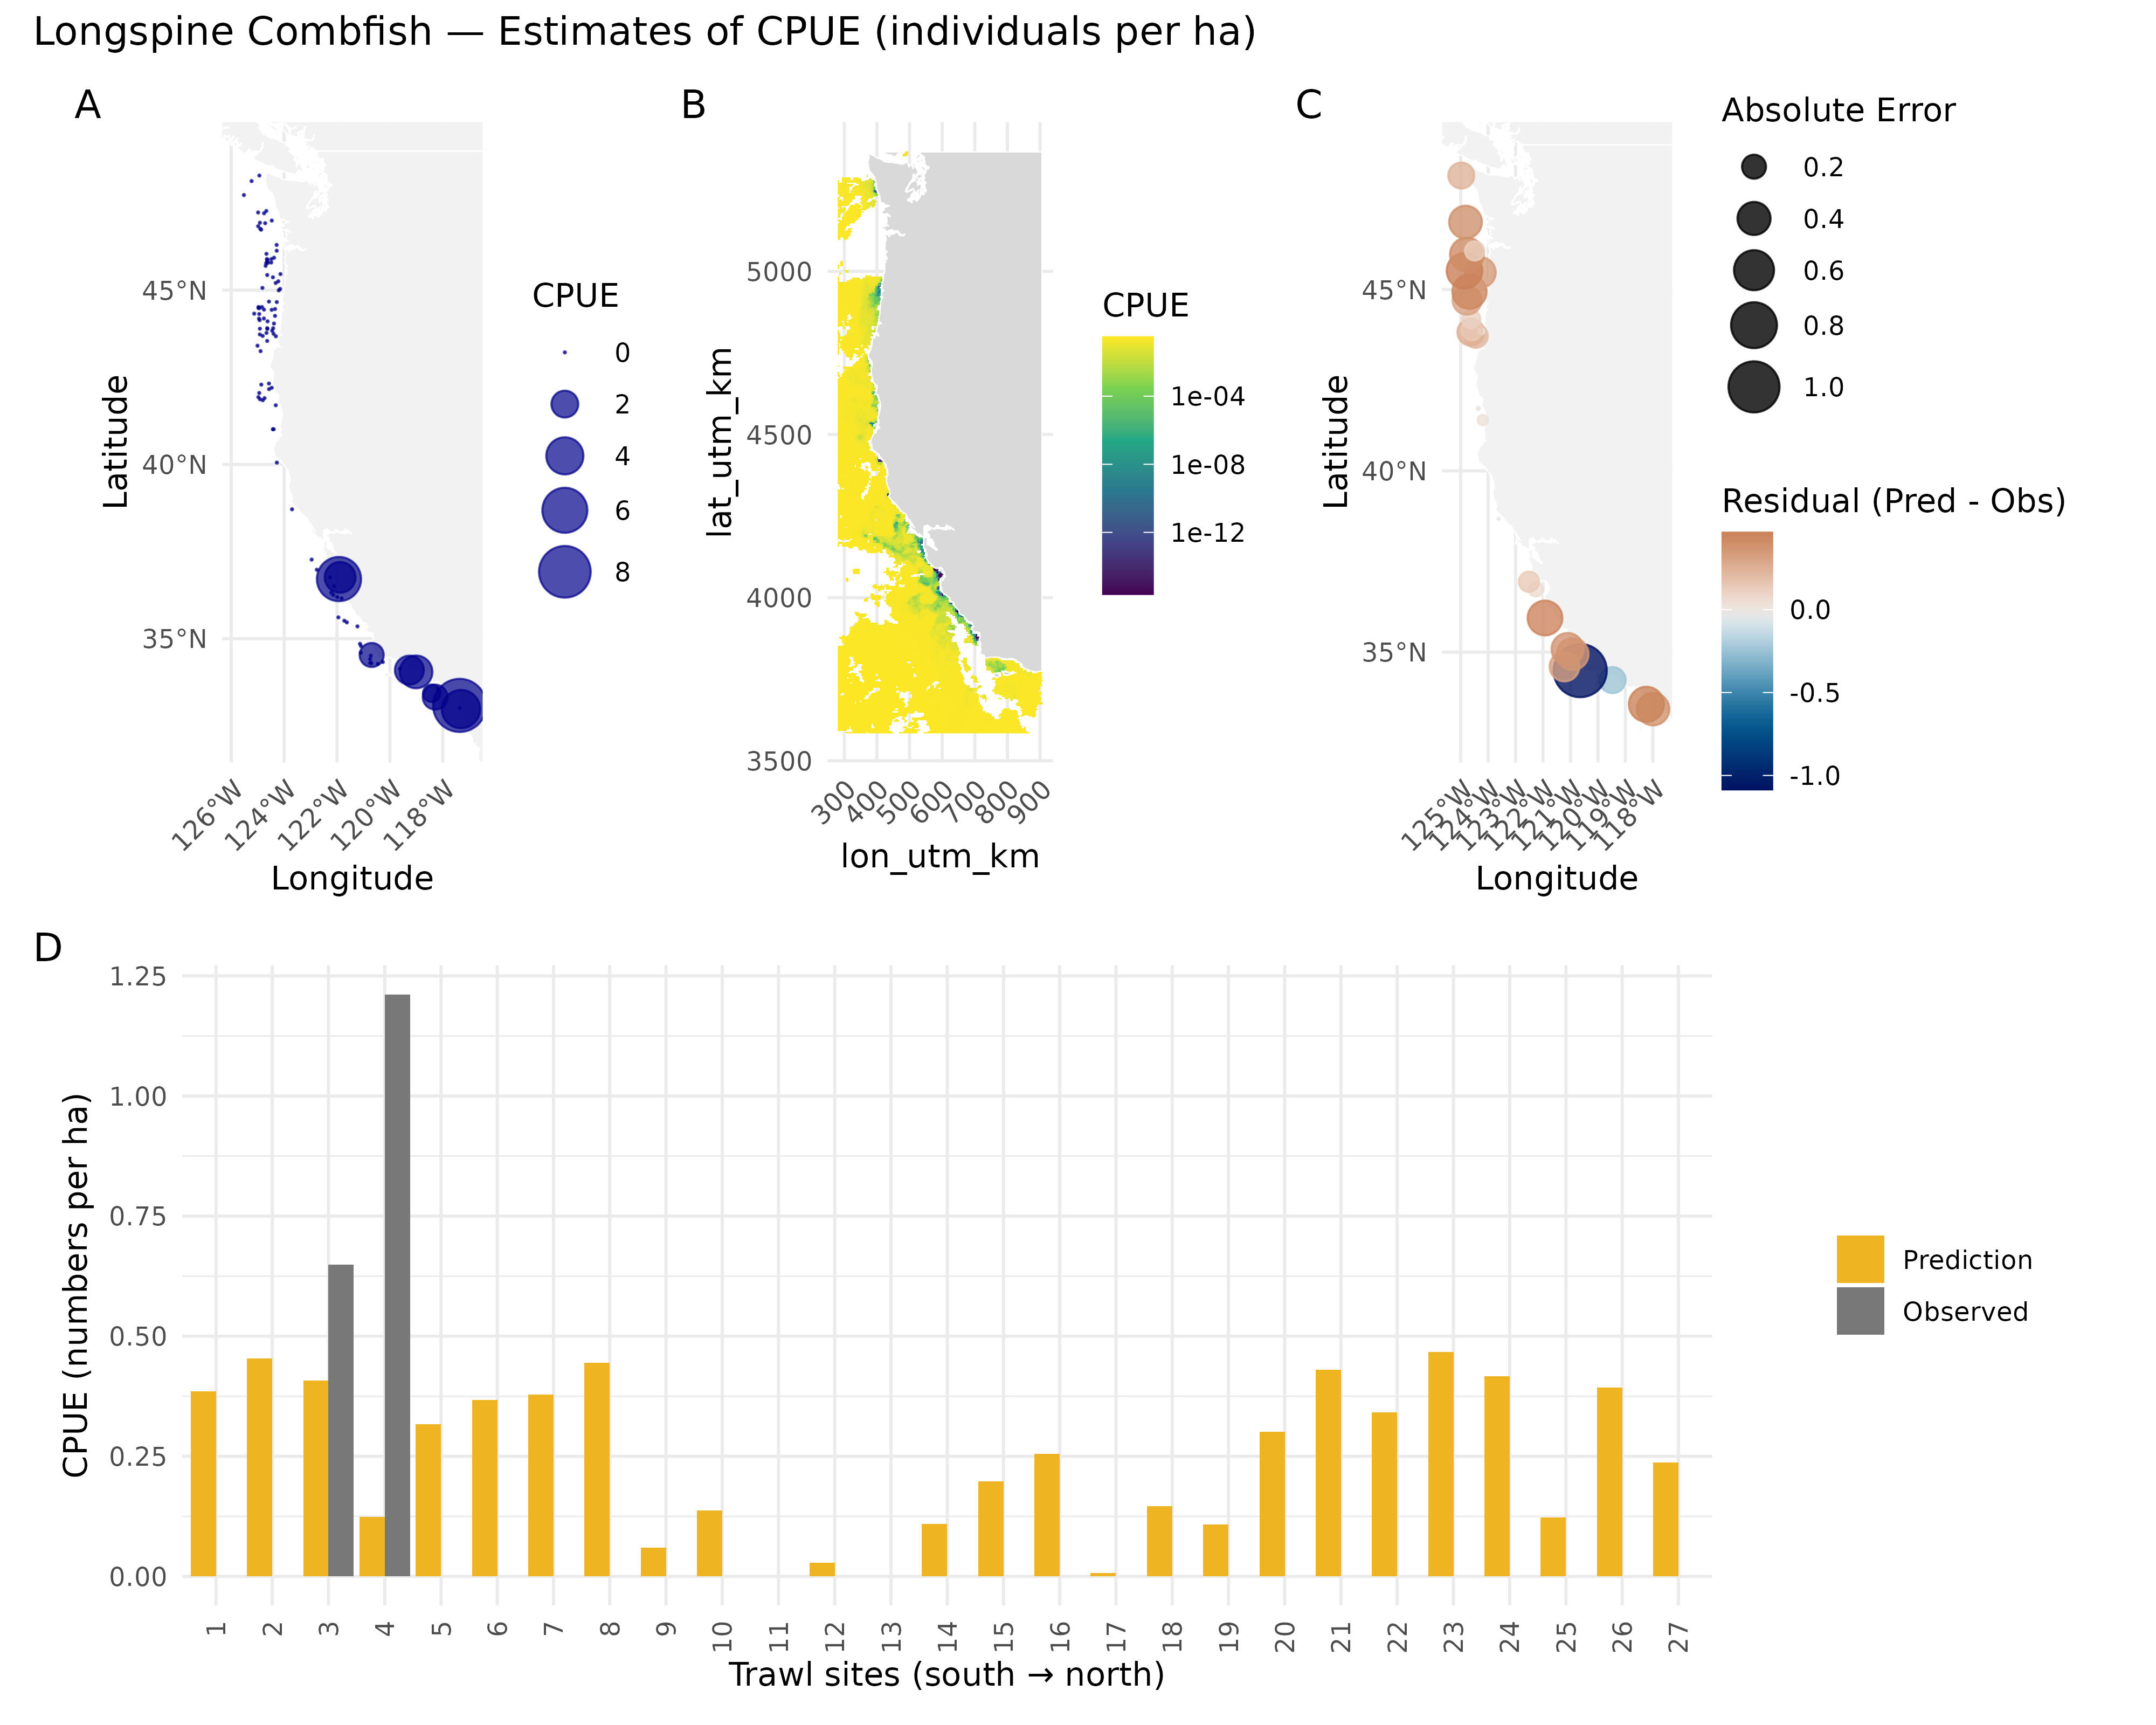 Longspine Combfish — Estimates of CPUE (individuals per ha)
A
Latitude
45°N
40°N
35°N
126°W
124°W
122°W
120°W
118°W
Longitude
CPUE
0
2
4
6
8
B
lat_utm_km
5000
4500
4000
3500
300
400
500
600
700
800
900
lon_utm_km
CPUE
1e-04
1e-08
1e-12
C
Latitude
45°N
40°N
35°N
125°W
124°W
123°W
122°W
121°W
120°W
119°W
118°W
Longitude
Absolute Error
0.2
0.4
0.6
0.8
1.0
Residual (Pred - Obs)
0.0
-0.5
-1.0
D
CPUE (numbers per ha)
1.25
1.00
0.75
0.50
0.25
0.00
1
2
3
4
5
6
7
8
9
10
11
12
13
14
15
16
17
18
19
20
21
22
23
24
25
26
27
Trawl sites (south → north)
Prediction
Observed